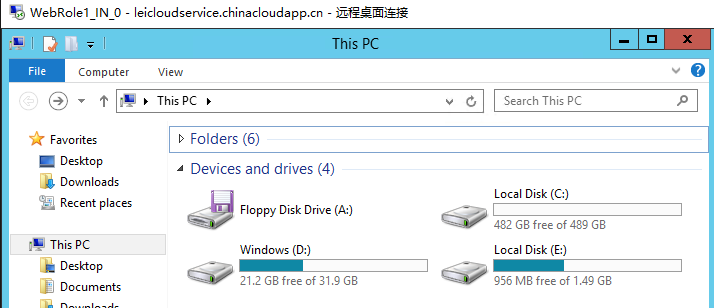 WebRole1_IN_0 - leicloudservice.chinacloudapp.cn - 远程桌面连接
This PC
File Computer View
This PC Search This PC
Favorites
Desktop
Downloads
Recent places
This PC
Desktop
Documents
Downloads
Folders (6)
Devices and drives (4)
Floppy Disk Drive (A:)
Local Disk (C:)
482 GB free of 489 GB
Windows (D:)
21.2 GB free of 31.9 GB
Local Disk (E:)
956 MB free of 1.49 GB